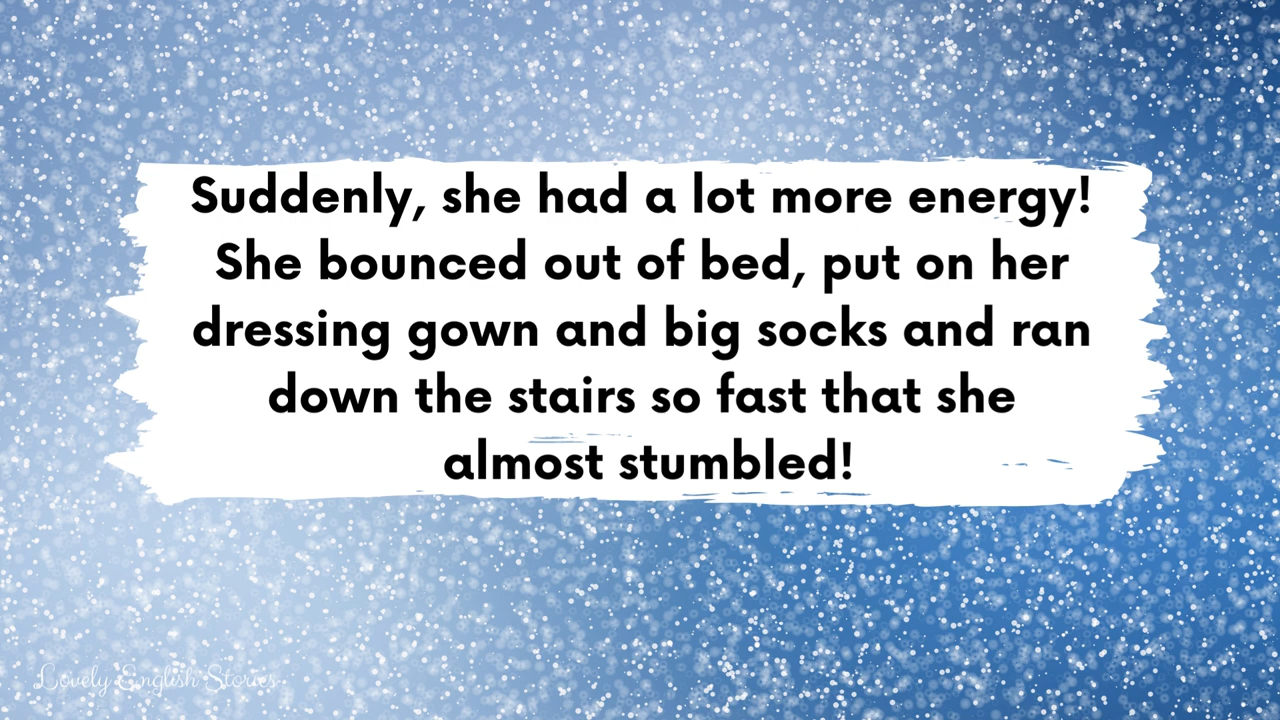 Suddenly, she had a lot more energy!
She bounced out of bed, put on her
dressing gown and big socks and ran
down the stairs so fast that she
almost stumbled!
Lovely English Stories